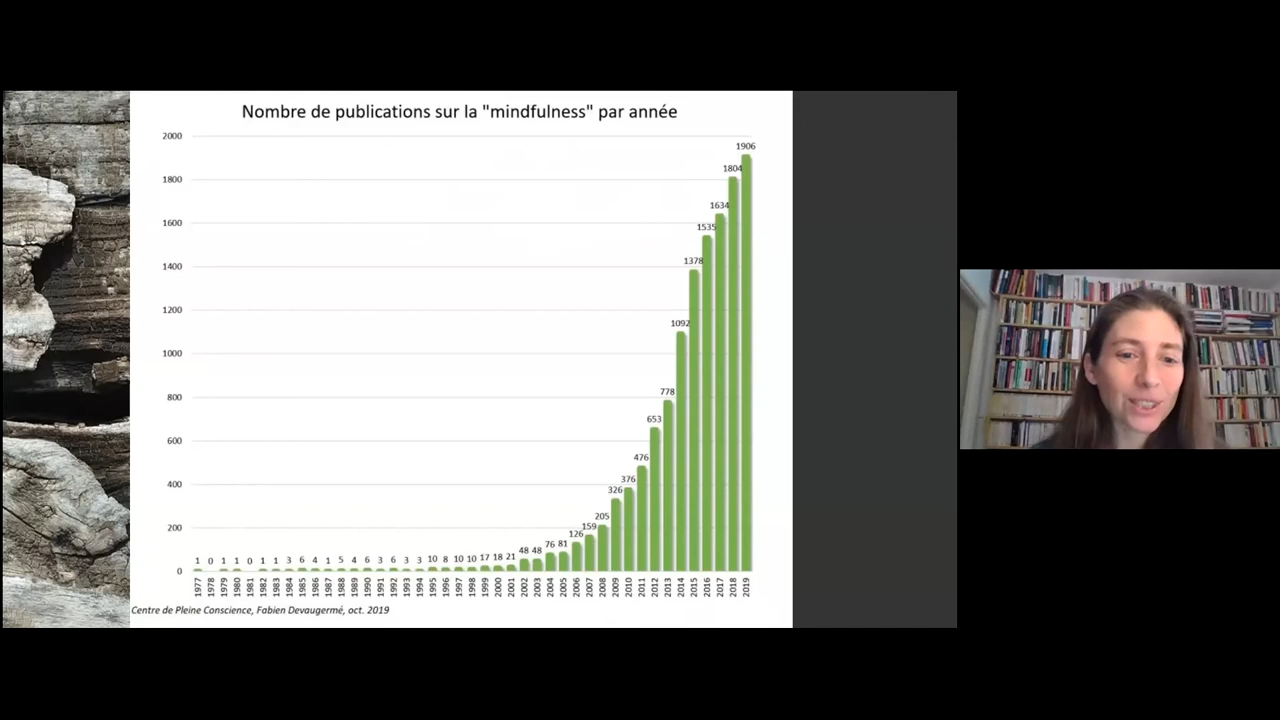 Nombre de publications sur la "mindfulness" par année
2000
1800
1600
1400
1200
1000
800
600
400
200
0
1 0 1 1 0 1 1 3 6 4 1 5 4 6 3 6 3 3 10 8 10 10 17 18 21 48 48 76 81 126 159 205 326 376 476 653 778 1092 1378 1535 1634 1804 1906
1977 1978 1979 1980 1981 1982 1983 1984 1985 1986 1987 1988 1989 1990 1991 1992 1993 1994 1995 1996 1997 1998 1999 2000 2001 2002 2003 2004 2005 2006 2007 2008 2009 2010 2011 2012 2013 2014 2015 2016 2017 2018 2019
Centre de Pleine Conscience, Fabien Devaugermé, oct. 2019